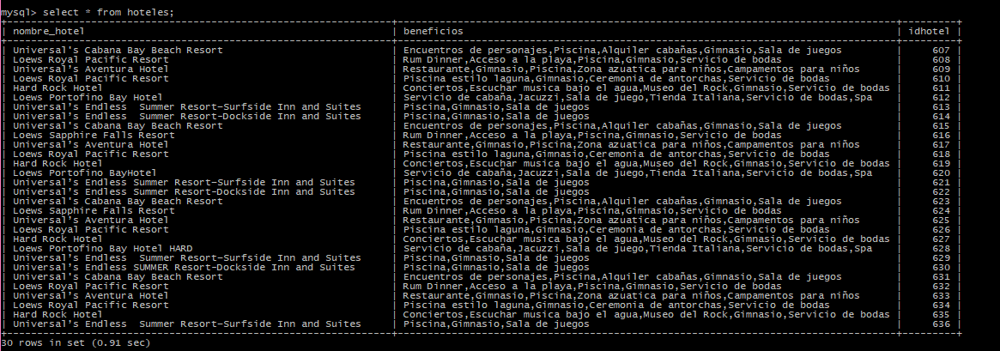 mysql> select * from hoteles;
| nombre_hotel | beneficios | idhotel |
| Universal's Cabana Bay Beach Resort | Encuentros de personajes,Piscina,Alquiler cabañas,Gimnasio,Sala de juegos | 607 |
| Loews Royal Pacific Resort | Rum Dinner,Acceso a la playa,Piscina,Gimnasio,Servicio de bodas | 608 |
| Universal's Aventura Hotel | Restaurante,Gimnasio,Piscina,Zona azuatica para niños,Campamentos para niños | 609 |
| Loews Royal Pacific Resort | Piscina estilo laguna,Gimnasio,Ceremonia de antorchas,Servicio de bodas | 610 |
| Hard Rock Hotel | Conciertos,Escuchar musica bajo el agua,Museo del Rock,Gimnasio,Servicio de bodas | 611 |
| Loews Portofino Bay Hotel | Servicio de cabaña,Jacuzzi,Sala de juego,Tienda Italiana,Servicio de bodas,Spa | 612 |
| Universal's Endless  Summer Resort-Surfside Inn and Suites | Piscina,Gimnasio,Sala de juegos | 613 |
| Universal's Endless  Summer Resort-Dockside Inn and Suites | Piscina,Gimnasio,Sala de juegos | 614 |
| Universal's Cabana Bay Beach Resort | Encuentros de personajes,Piscina,Alquiler cabañas,Gimnasio,Sala de juegos | 615 |
| Loews Sapphire Falls Resort | Rum Dinner,Acceso a la playa,Piscina,Gimnasio,Servicio de bodas | 616 |
| Universal's Aventura Hotel | Restaurante,Gimnasio,Piscina,Zona azuatica para niños,Campamentos para niños | 617 |
| Loews Royal Pacific Resort | Piscina estilo laguna,Gimnasio,Ceremonia de antorchas,Servicio de bodas | 618 |
| Hard Rock Hotel | Conciertos,Escuchar musica bajo el agua,Museo del Rock,Gimnasio,Servicio de bodas | 619 |
| Loews Portofino BayHotel | Servicio de cabaña,Jacuzzi,Sala de juego,Tienda Italiana,Servicio de bodas,Spa | 620 |
| Universal's Endless Summer Resort-Surfside Inn and Suites | Piscina,Gimnasio,Sala de juegos | 621 |
| Universal's Endless Summer Resort-Dockside Inn and Suites | Piscina,Gimnasio,Sala de juegos | 622 |
| Universal's Cabana Bay Beach Resort | Encuentros de personajes,Piscina,Alquiler cabañas,Gimnasio,Sala de juegos | 623 |
| Loews Sapphire Falls Resort | Rum Dinner,Acceso a la playa,Piscina,Gimnasio,Servicio de bodas | 624 |
| Universal's Aventura Hotel | Restaurante,Gimnasio,Piscina,Zona azuatica para niños,Campamentos para niños | 625 |
| Loews Royal Pacific Resort | Piscina estilo laguna,Gimnasio,Ceremonia de antorchas,Servicio de bodas | 626 |
| Hard Rock Hotel | Conciertos,Escuchar musica bajo el agua,Museo del Rock,Gimnasio,Servicio de bodas | 627 |
| Loews Portofino Bay Hotel HARD | Servicio de cabaña,Jacuzzi,Sala de juego,Tienda Italiana,Servicio de bodas,Spa | 628 |
| Universal's Endless  Summer Resort-Surfside Inn and Suites | Piscina,Gimnasio,Sala de juegos | 629 |
| Universal's Endless SUMMER Resort-Dockside Inn and Suites | Piscina,Gimnasio,Sala de juegos | 630 |
| Universal's Cabana Bay Beach Resort | Encuentros de personajes,Piscina,Alquiler cabañas,Gimnasio,Sala de juegos | 631 |
| Loews Royal Pacific Resort | Rum Dinner,Acceso a la playa,Piscina,Gimnasio,Servicio de bodas | 632 |
| Universal's Aventura Hotel | Restaurante,Gimnasio,Piscina,Zona azuatica para niños,Campamentos para niños | 633 |
| Loews Royal Pacific Resort | Piscina estilo laguna,Gimnasio,Ceremonia de antorchas,Servicio de bodas | 634 |
| Hard Rock Hotel | Conciertos,Escuchar musica bajo el agua,Museo del Rock,Gimnasio,Servicio de bodas | 635 |
| Universal's Endless  Summer Resort-Surfside Inn and Suites | Piscina,Gimnasio,Sala de juegos | 636 |
30 rows in set (0.91 sec)